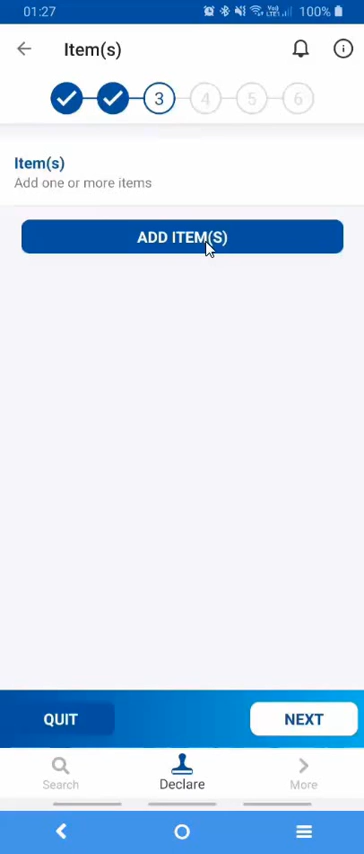 01:27 100%
Item(s)
3 4 5 6
Item(s)
Add one or more items
ADD ITEM(S)
QUIT NEXT
Search Declare More